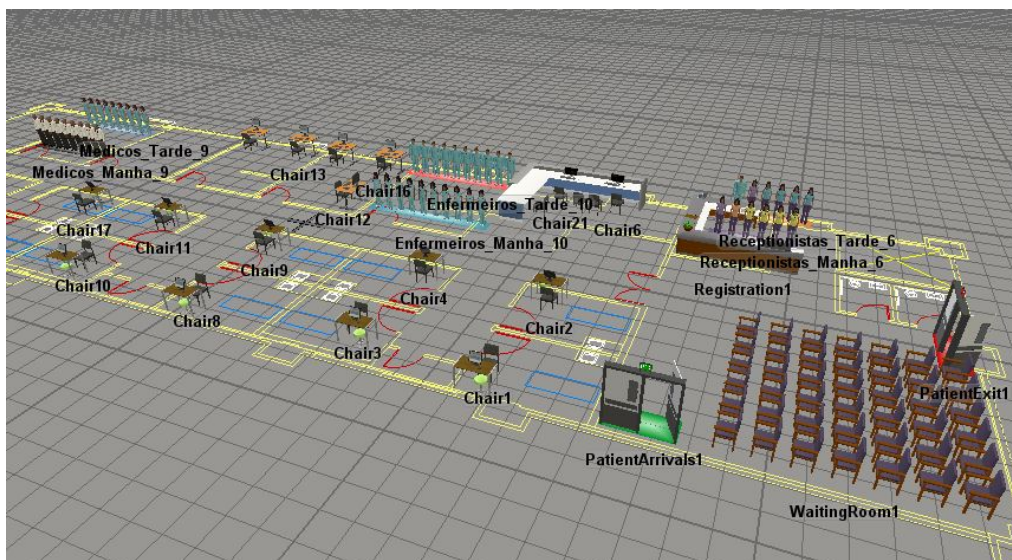 Medicos_Tarde_9
Medicos_Manha_9
Chair13
Chair16
Chair12
Enfermeiros_Tarde_10
Chair21
Chair6
Enfermeiros_Manha_10
Receptionistas_Tarde_6
Receptionistas_Manha_6
Registration1
Chair17
Chair11
Chair9
Chair10
Chair8
Chair4
Chair2
Chair3
Chair1
PatientExit1
PatientArrivals1
WaitingRoom1